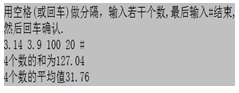 用空格(或回车)做分隔，输入若干个数,最后输入#结束,
然后回车确认.
3.14 3.9 100 20 #
4个数的和为127.04
4个数的平均值31.76